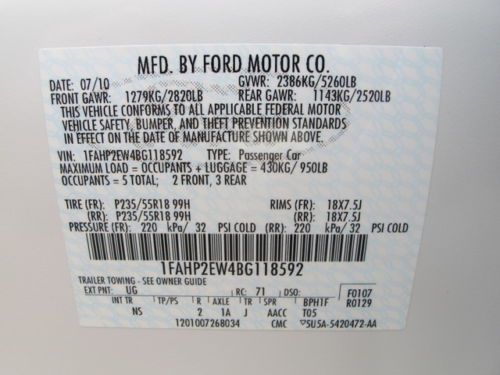 MFD. BY FORD MOTOR CO.
DATE: 07/10 GVWR: 2386KG/5260LB
FRONT GAWR: 1279KG/2820LB REAR GAWR: 1143KG/2520LB
THIS VEHICLE CONFORMS TO ALL APPLICABLE FEDERAL MOTOR
VEHICLE SAFETY, BUMPER, AND THEFT PREVENTION STANDARDS
IN EFFECT ON THE DATE OF MANUFACTURE SHOWN ABOVE.
VIN: 1FAHP2EW4BG118592 TYPE: Passenger Car
MAXIMUM LOAD = OCCUPANTS + LUGGAGE = 430KG/ 950LB
OCCUPANTS = 5 TOTAL; 2 FRONT, 3 REAR
TIRE (FR): P235/55R18 99H RIMS (FR): 18X7.5J
(RR): P235/55R18 99H (RR): 18X7.5J
PRESSURE (FR): 220 kPa/ 32 PSI COLD (RR): 220 kPa/ 32 PSI COLD
1FAHP2EW4BG118592
TRAILER TOWING - SEE OWNER GUIDE
EXT PNT: UG RC: 71 DSO: F0107
INT TR TP/PS R AXLE TR SPR BPHTF R0129
NS 2 1A J AACC T05
1201007268034 CMC 5U5A-5420472-AA